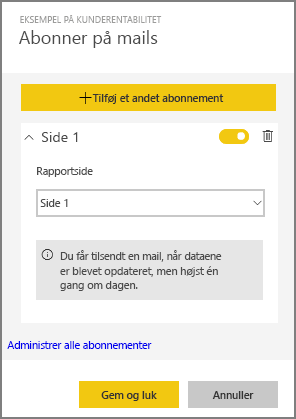 EKSEMPEL PÅ KUNDERENTABILITET
Abonner på mails
+Tilføj et andet abonnement
Side 1
Rapportside
Side 1
Du får tilsendt en mail, når dataene
er blevet opdateret, men højst én
gang om dagen.
Administrer alle abonnementer
Gem og luk
Annuller